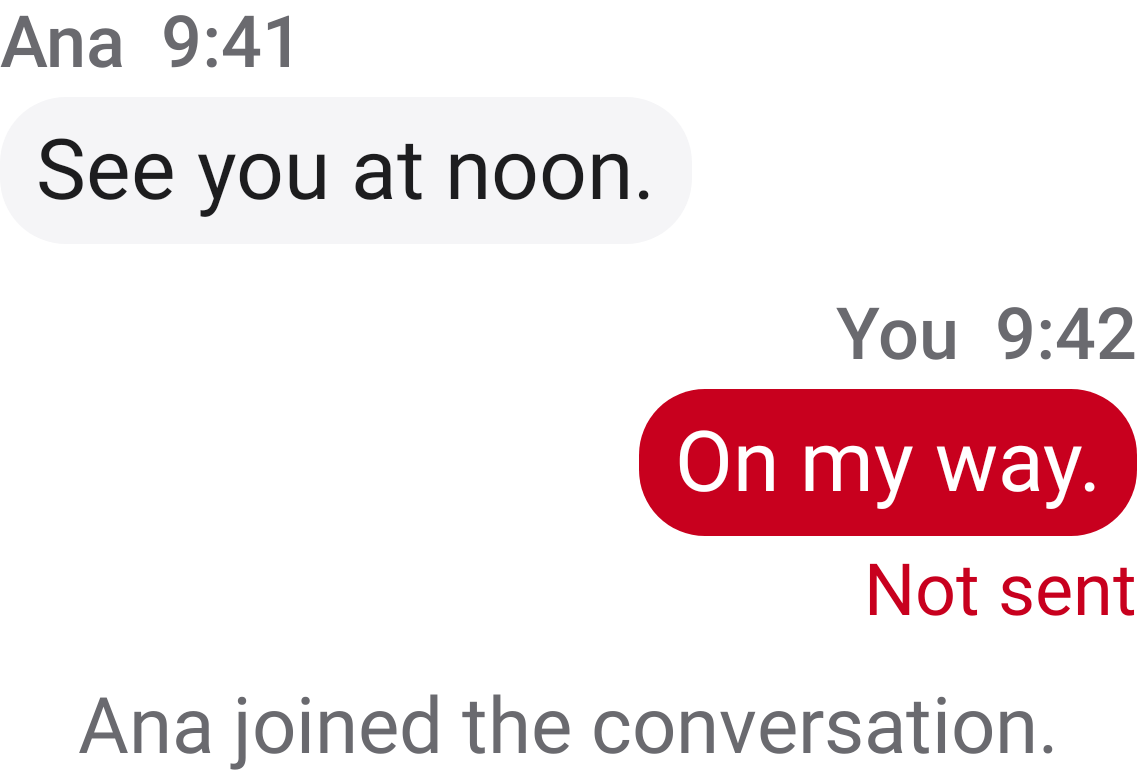 Ana 9:41
See you at noon.
You 9:42
On my way.
Not sent
Ana joined the conversation.